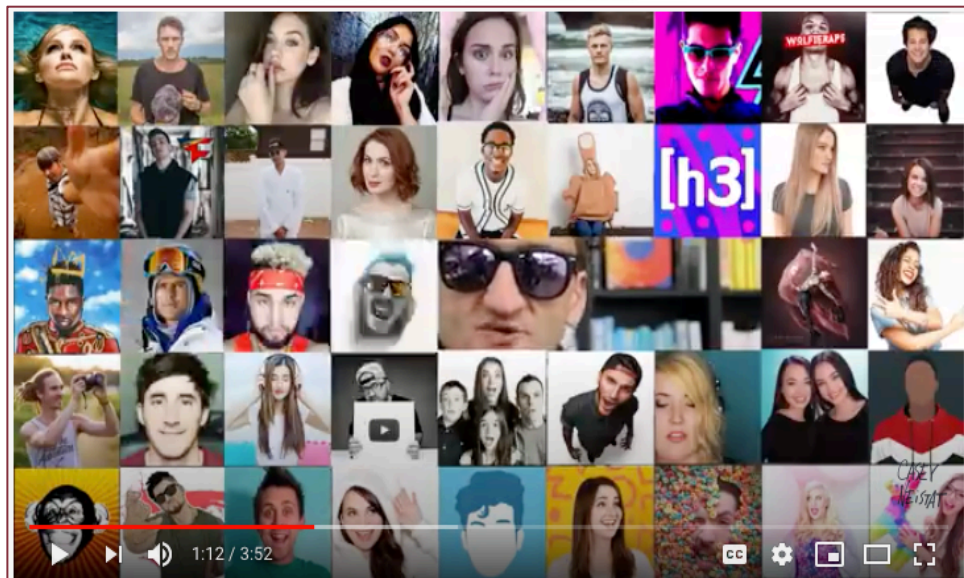 WOLFIERAPS
[h3]
CASEY
NEISTAT
1:12 / 3:52
CC